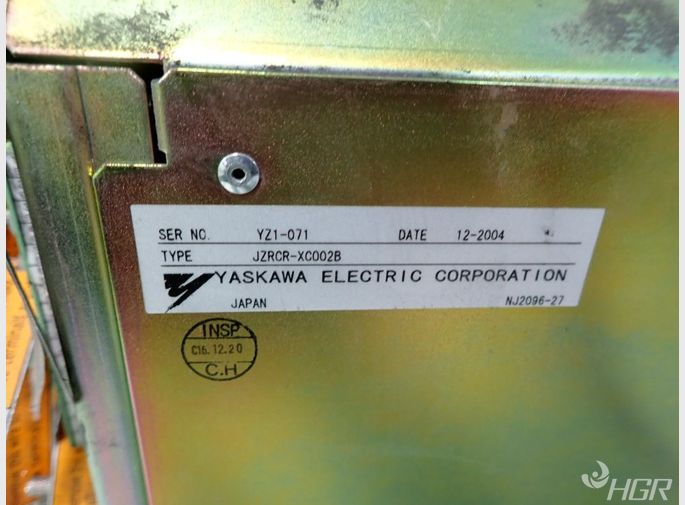 SER NO. YZ1-071 DATE 12-2004
TYPE JZRCR-XC002B
YASKAWA ELECTRIC CORPORATION
JAPAN NJ2096-27
INSP
C16.12.20
C.H
HGR